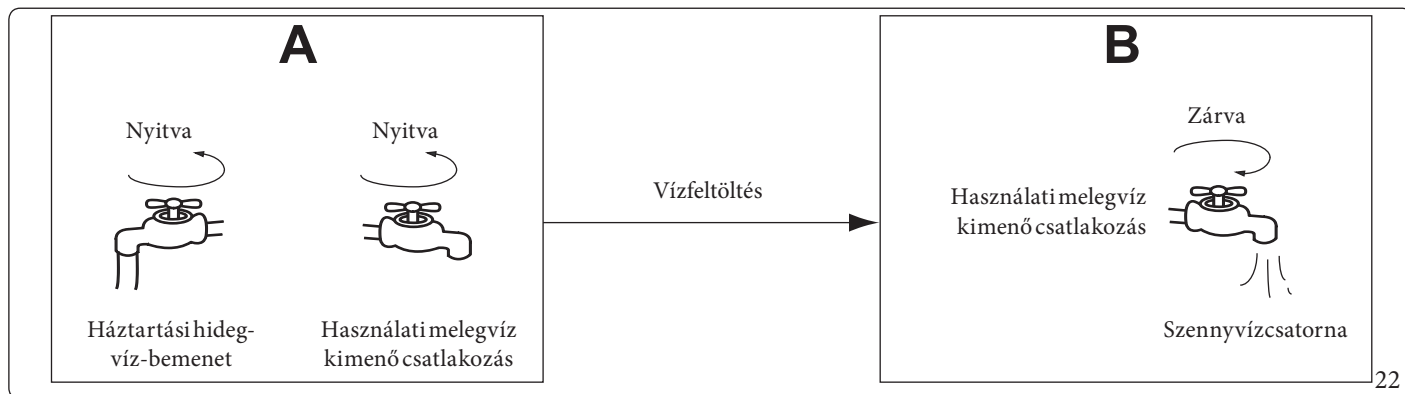 A
Nyitva
Nyitva
Háztartási hideg-
víz-bemenet
Használati melegvíz
kimenő csatlakozás
Vízfeltöltés
B
Zárva
Használati melegvíz
kimenő csatlakozás
Szennyvízcsatorna
22